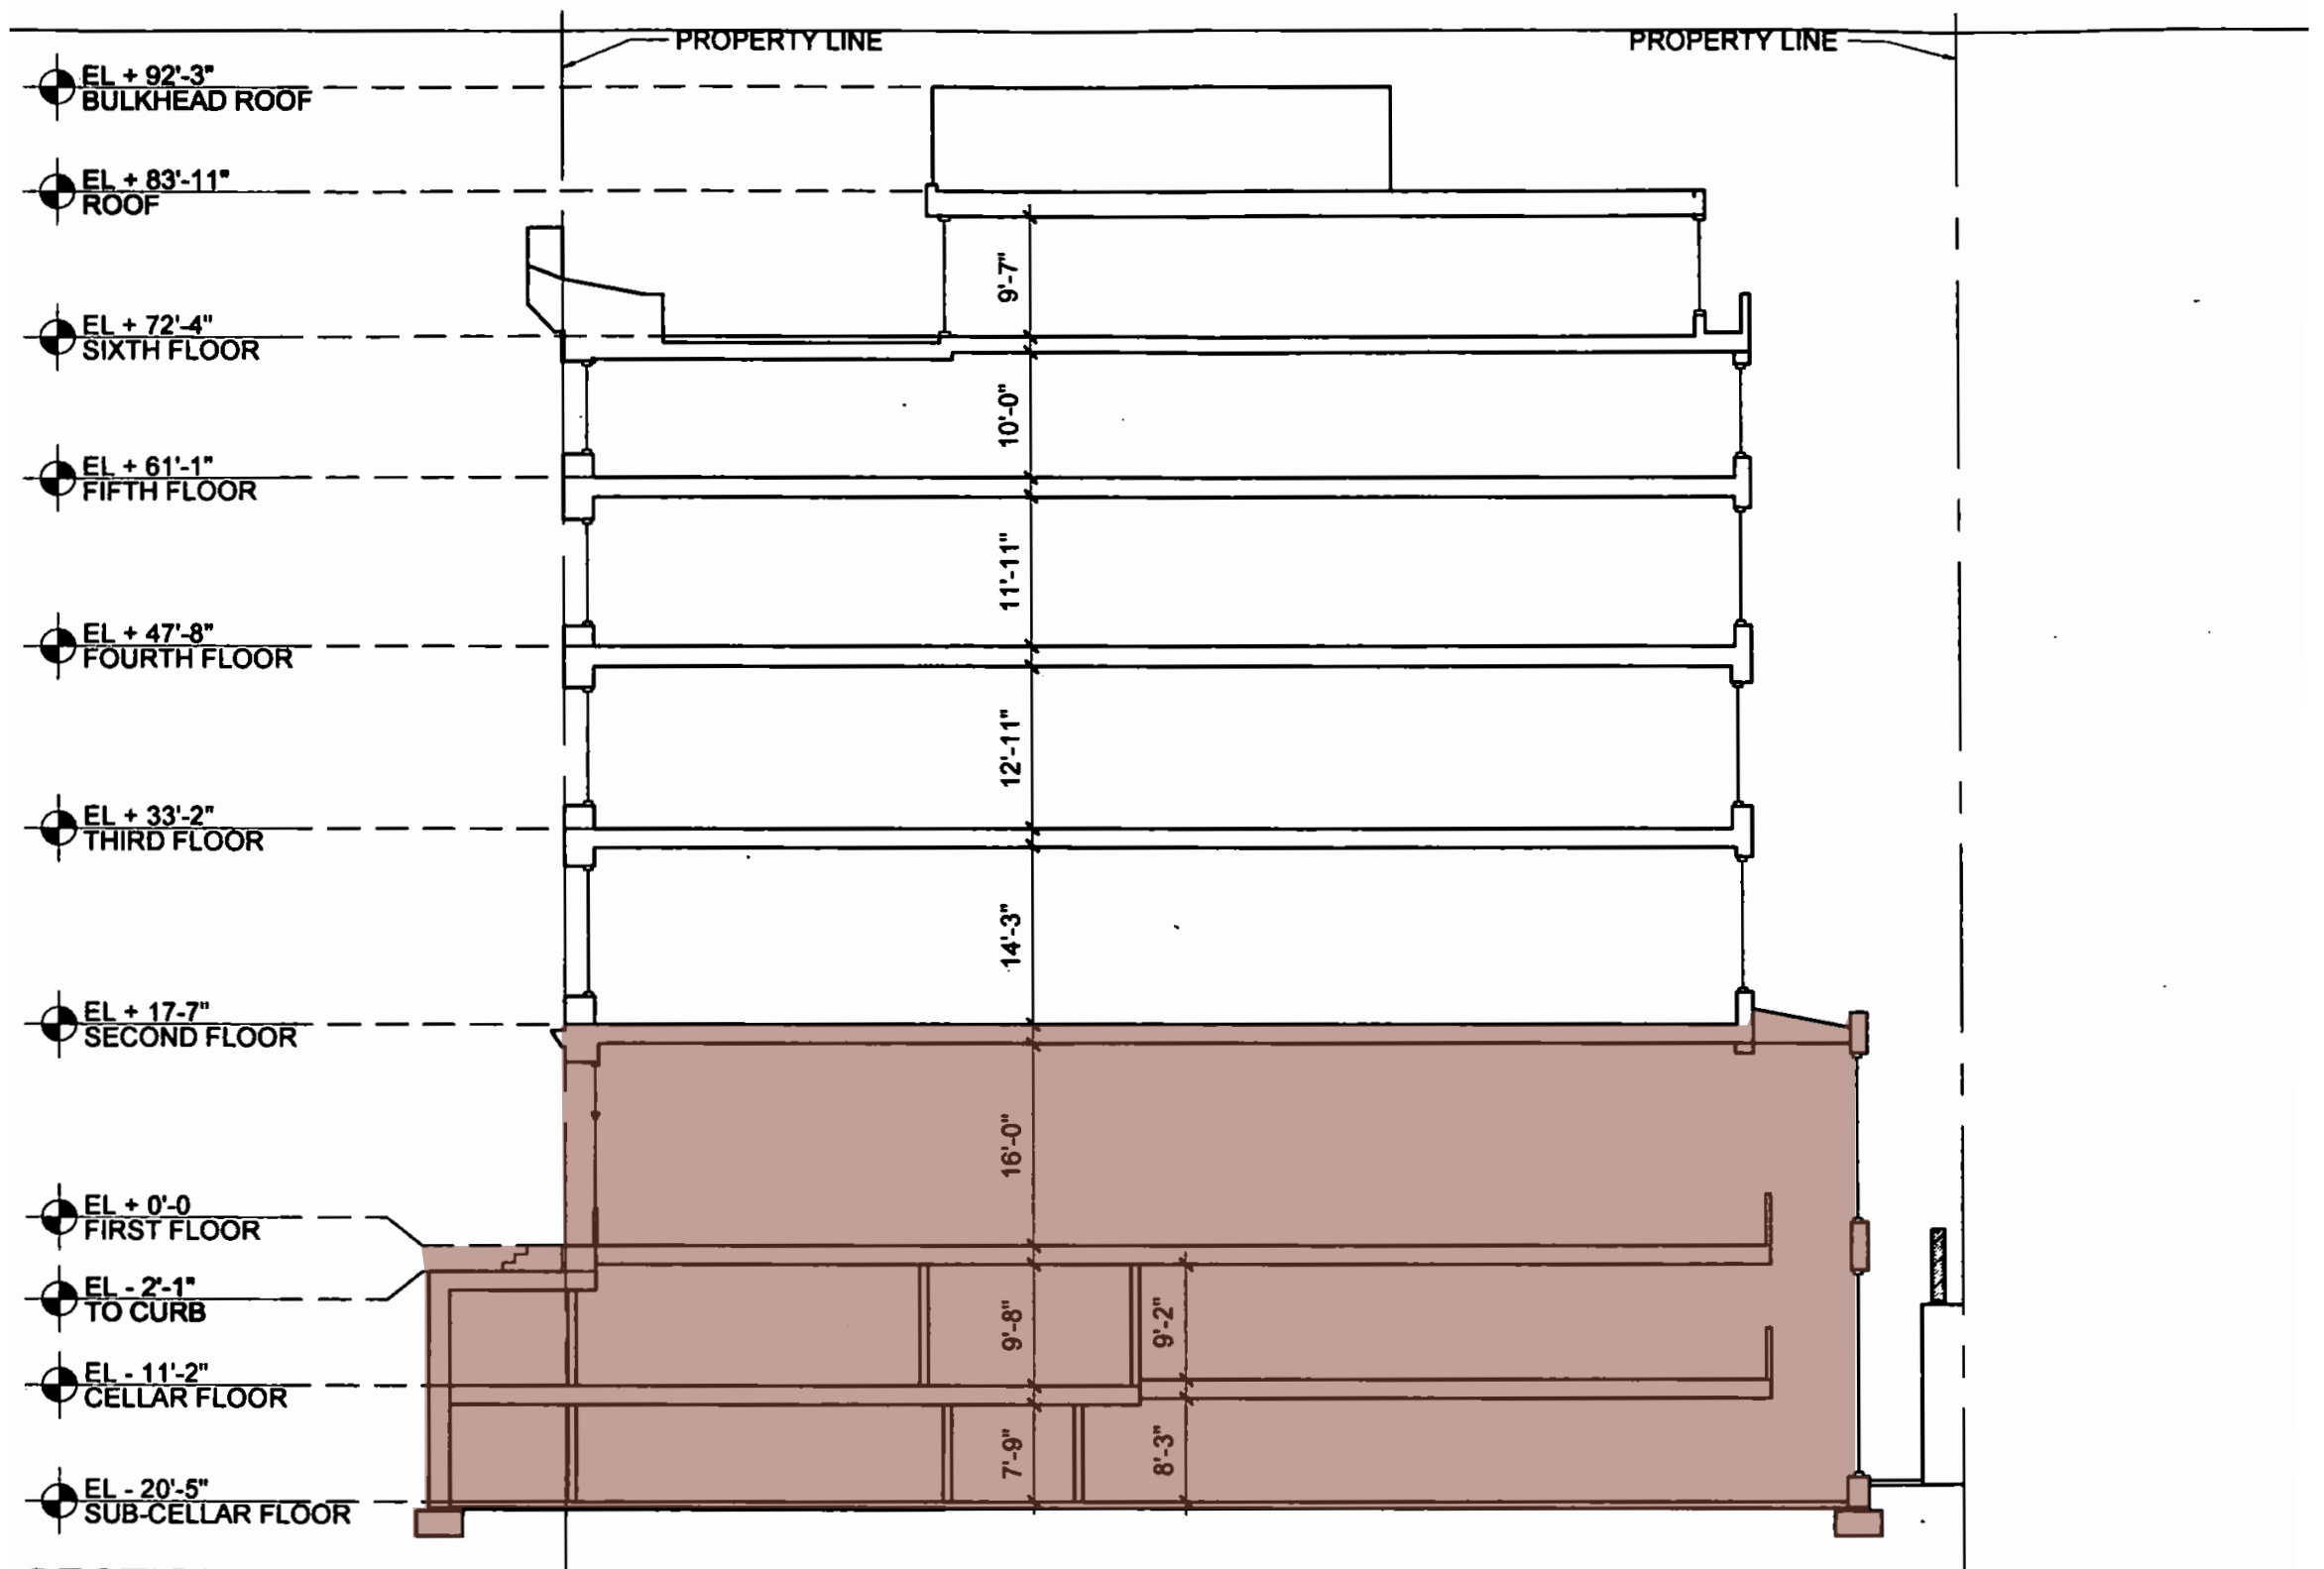 PROPERTY LINE
PROPERTY LINE
EL + 92'-3"
BULKHEAD ROOF
EL + 83'-11"
ROOF
9'-7"
EL + 72'-4"
SIXTH FLOOR
10'-0"
EL + 61'-1"
FIFTH FLOOR
11'-11"
EL + 47'-8"
FOURTH FLOOR
12'-11"
EL + 33'-2"
THIRD FLOOR
14'-3"
EL + 17-7"
SECOND FLOOR
16'-0"
EL + 0'-0
FIRST FLOOR
EL - 2'-1"
TO CURB
9'-8"
9'-2"
EL - 11'-2"
CELLAR FLOOR
7'-9"
8'-3"
EL - 20'-5"
SUB-CELLAR FLOOR